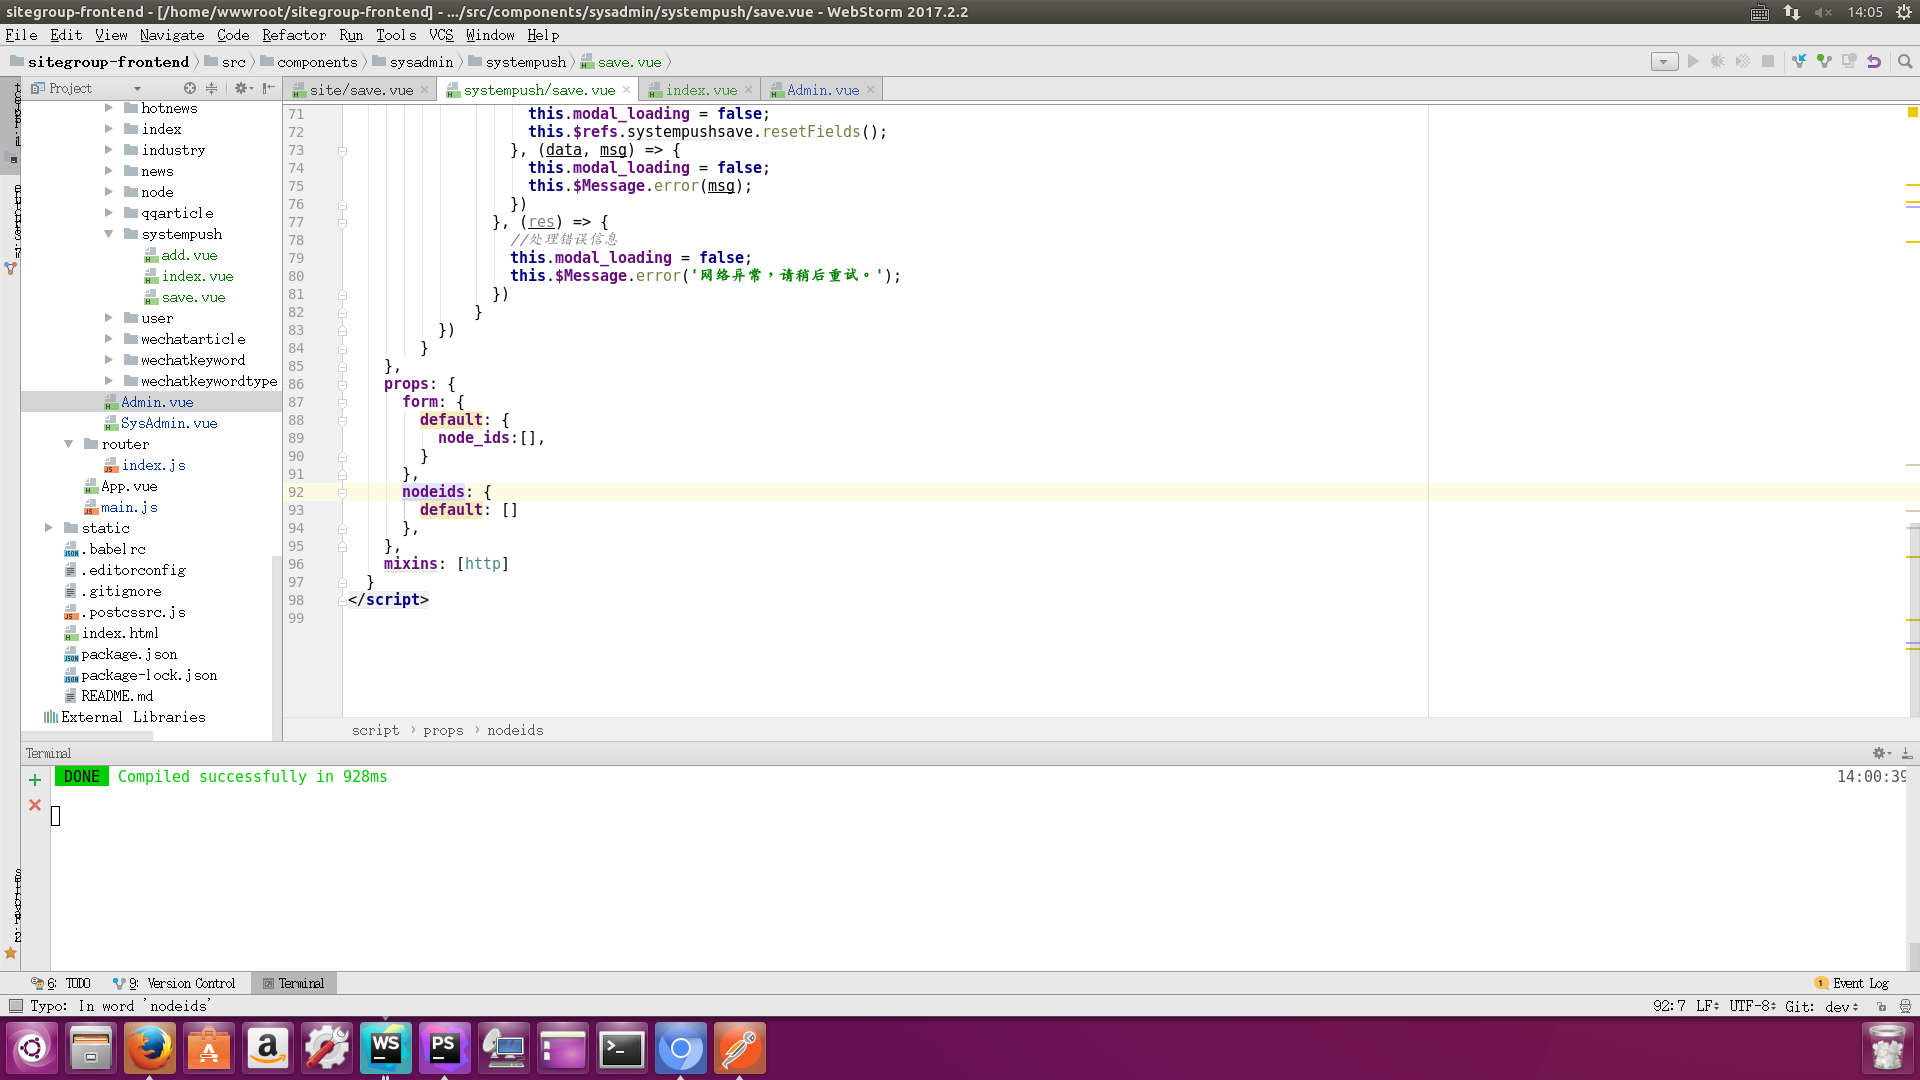 sitegroup-frontend - [/home/wwwroot/sitegroup-frontend] - .../src/components/sysadmin/systempush/save.vue - WebStorm 2017.2.2
14:05
File Edit View Navigate Code Refactor Run Tools VCS Window Help
sitegroup-frontend src components sysadmin systempush save.vue
Project
site/save.vue systempush/save.vue index.vue Admin.vue
hotnews
index
industry
news
node
qqarticle
systempush
add.vue
index.vue
save.vue
user
wechatarticle
wechatkeyword
wechatkeywordtype
Admin.vue
SysAdmin.vue
router
index.js
App.vue
main.js
static
.babelrc
.editorconfig
.gitignore
.postcssrc.js
index.html
package.json
package-lock.json
README.md
External Libraries
71 this.modal_loading = false;
72 this.$refs.systempushsave.resetFields();
73 }, (data, msg) => {
74 this.modal_loading = false;
75 this.$Message.error(msg);
76 })
77 }, (res) => {
78 //处理错误信息
79 this.modal_loading = false;
80 this.$Message.error('网络异常，请稍后重试。');
81 })
82 }
83 })
84 }
85 },
86 props: {
87 form: {
88 default: {
89 node_ids:[],
90 }
91 },
92 nodeids: {
93 default: []
94 },
95 },
96 mixins: [http]
97 }
98 </script>
99
script › props › nodeids
Terminal
DONE Compiled successfully in 928ms 14:00:39
6: TODO 9: Version Control Terminal 1 Event Log
Typo: In word 'nodeids' 92:7 LF UTF-8 Git: dev
WS PS